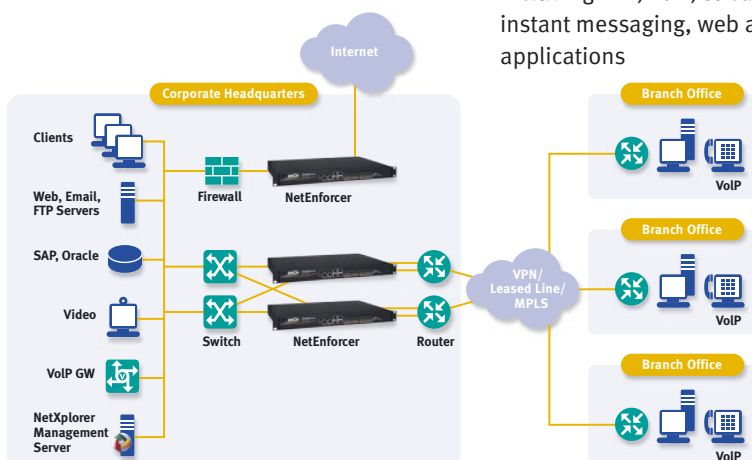 instant messaging, web a
applications
Internet
Corporate Headquarters
Clients
Web, Email,
FTP Servers
SAP, Oracle
Video
VoIP GW
NetXplorer
Management
Server
Firewall
NetEnforcer
Switch
NetEnforcer
Router
VPN/
Leased Line/
MPLS
Branch Office
VoIP
Branch Office
VoIP
Branch Office
VoIP